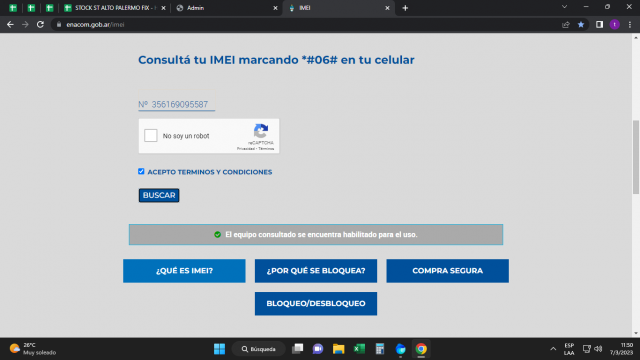 STOCK ST ALTO PALERMO FIX -
Admin
IMEI
enacom.gob.ar/imei
Consultá tu IMEI marcando *#06# en tu celular
Nº 356169095587
No soy un robot
reCAPTCHA
Privacidad - Términos
ACEPTO TERMINOS Y CONDICIONES
BUSCAR
El equipo consultado se encuentra habilitado para el uso.
¿QUÉ ES IMEI?
¿POR QUÉ SE BLOQUEA?
COMPRA SEGURA
BLOQUEO/DESBLOQUEO
26°C
Muy soleado
Búsqueda
ESP
LAA
11:50
7/3/2023